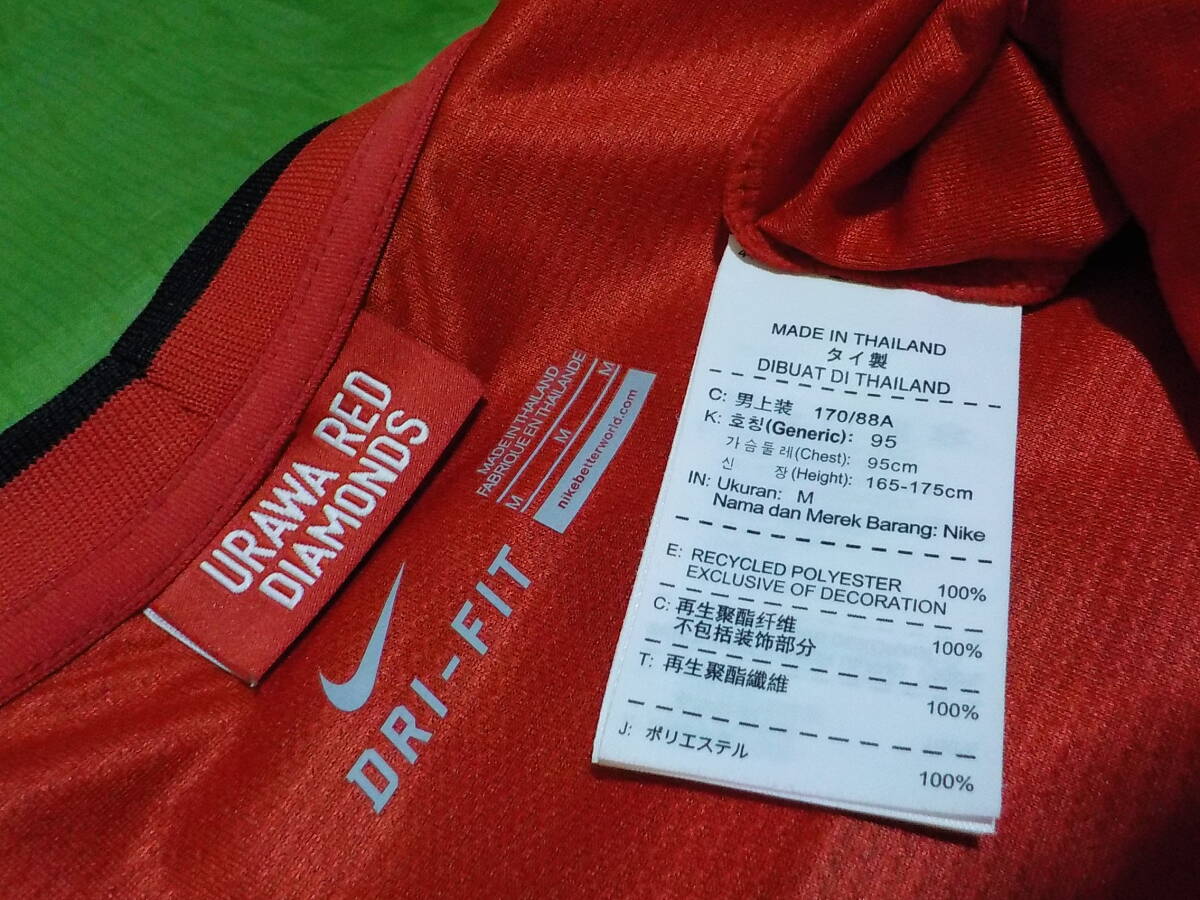 URAWA RED
DIAMONDS
MADE IN THAILAND
FABRIQUE EN THAILANDE
M M M
nikebetterworld.com
DRI-FIT
MADE IN THAILAND
タイ製
DIBUAT DI THAILAND
C: 男上装 170/88A
K: 호칭(Generic): 95
가슴둘레(Chest): 95cm
신 장(Height): 165-175cm
IN: Ukuran: M
Nama dan Merek Barang: Nike
E: RECYCLED POLYESTER 100%
EXCLUSIVE OF DECORATION
C: 再生聚酯纤维 100%
不包括装饰部分
T: 再生聚酯纖維 100%
J: ポリエステル 100%